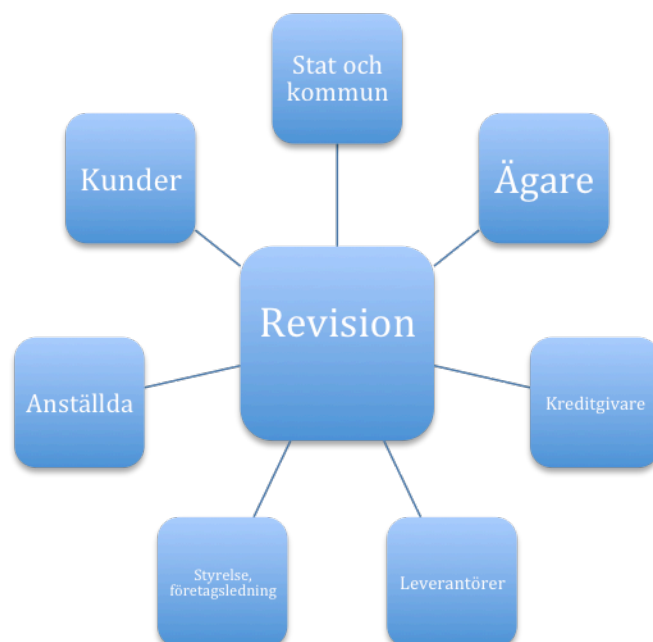 Stat och
kommun
Kunder
Ägare
Revision
Anställda
Kreditgivare
Styrelse,
företagsledning
Leverantörer